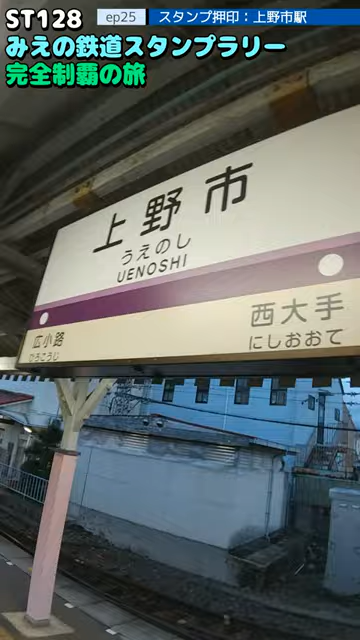 ST128 ep25 スタンプ押印：上野市駅
みえの鉄道スタンプラリー
完全制覇の旅
上野市
うえのし
UENOSHI
広小路
ひろこうじ
西大手
にしおおて